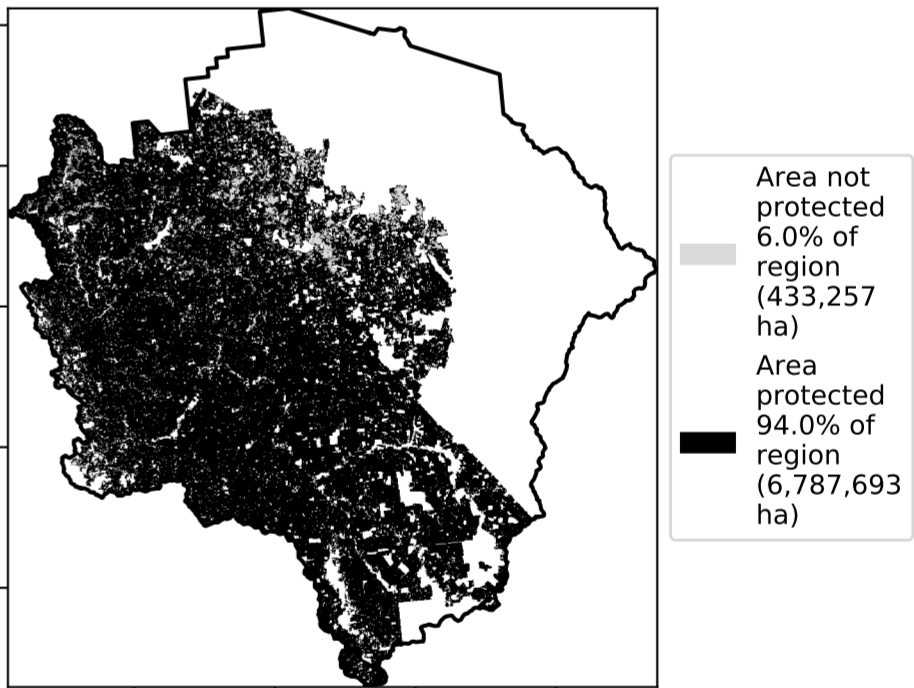 Area not
protected
6.0% of
region
(433,257
ha)
Area
protected
94.0% of
region
(6,787,693
ha)